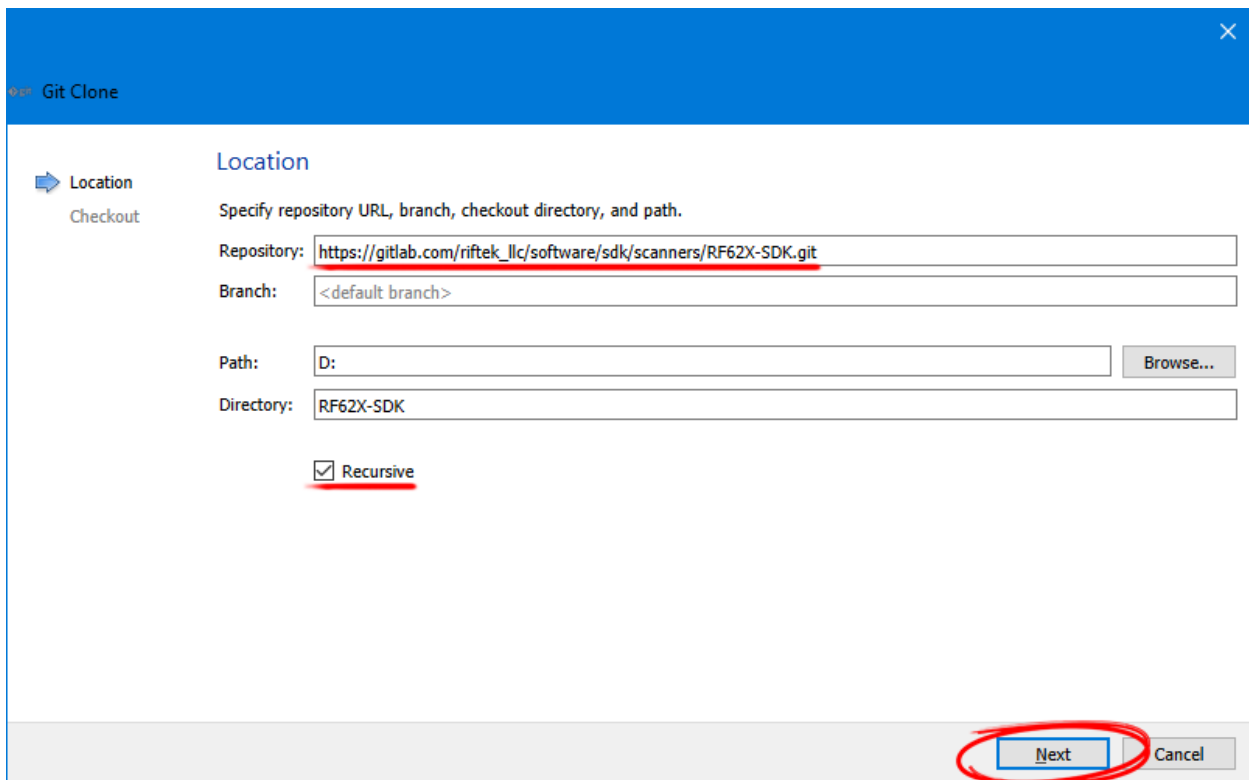 Git Clone
Location
Location
Checkout
Specify repository URL, branch, checkout directory, and path.
Repository: https://gitlab.com/riftek_llc/software/sdk/scanners/RF62X-SDK.git
Branch: <default branch>
Path: D: Browse...
Directory: RF62X-SDK
Recursive
Next Cancel